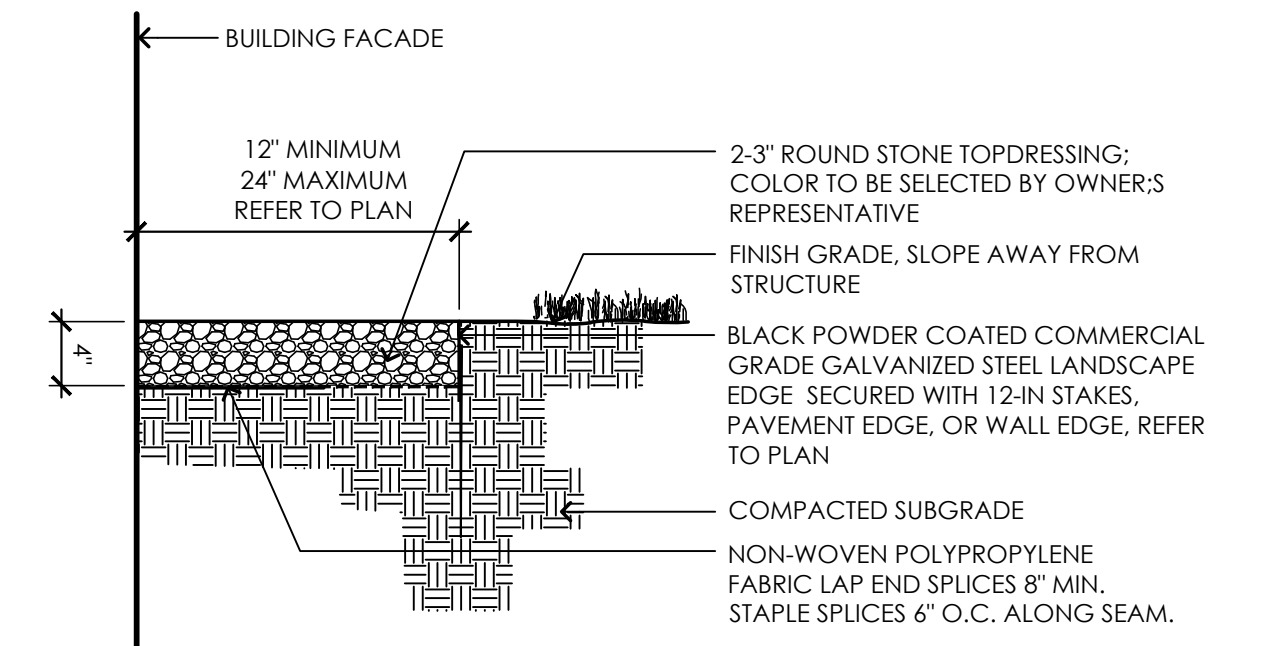 BUILDING FACADE
12" MINIMUM
24" MAXIMUM
REFER TO PLAN
4"
2-3" ROUND STONE TOPDRESSING;
COLOR TO BE SELECTED BY OWNER;S
REPRESENTATIVE
FINISH GRADE, SLOPE AWAY FROM
STRUCTURE
BLACK POWDER COATED COMMERCIAL
GRADE GALVANIZED STEEL LANDSCAPE
EDGE  SECURED WITH 12-IN STAKES,
PAVEMENT EDGE, OR WALL EDGE, REFER
TO PLAN
COMPACTED SUBGRADE
NON-WOVEN POLYPROPYLENE
FABRIC LAP END SPLICES 8" MIN.
STAPLE SPLICES 6" O.C. ALONG SEAM.